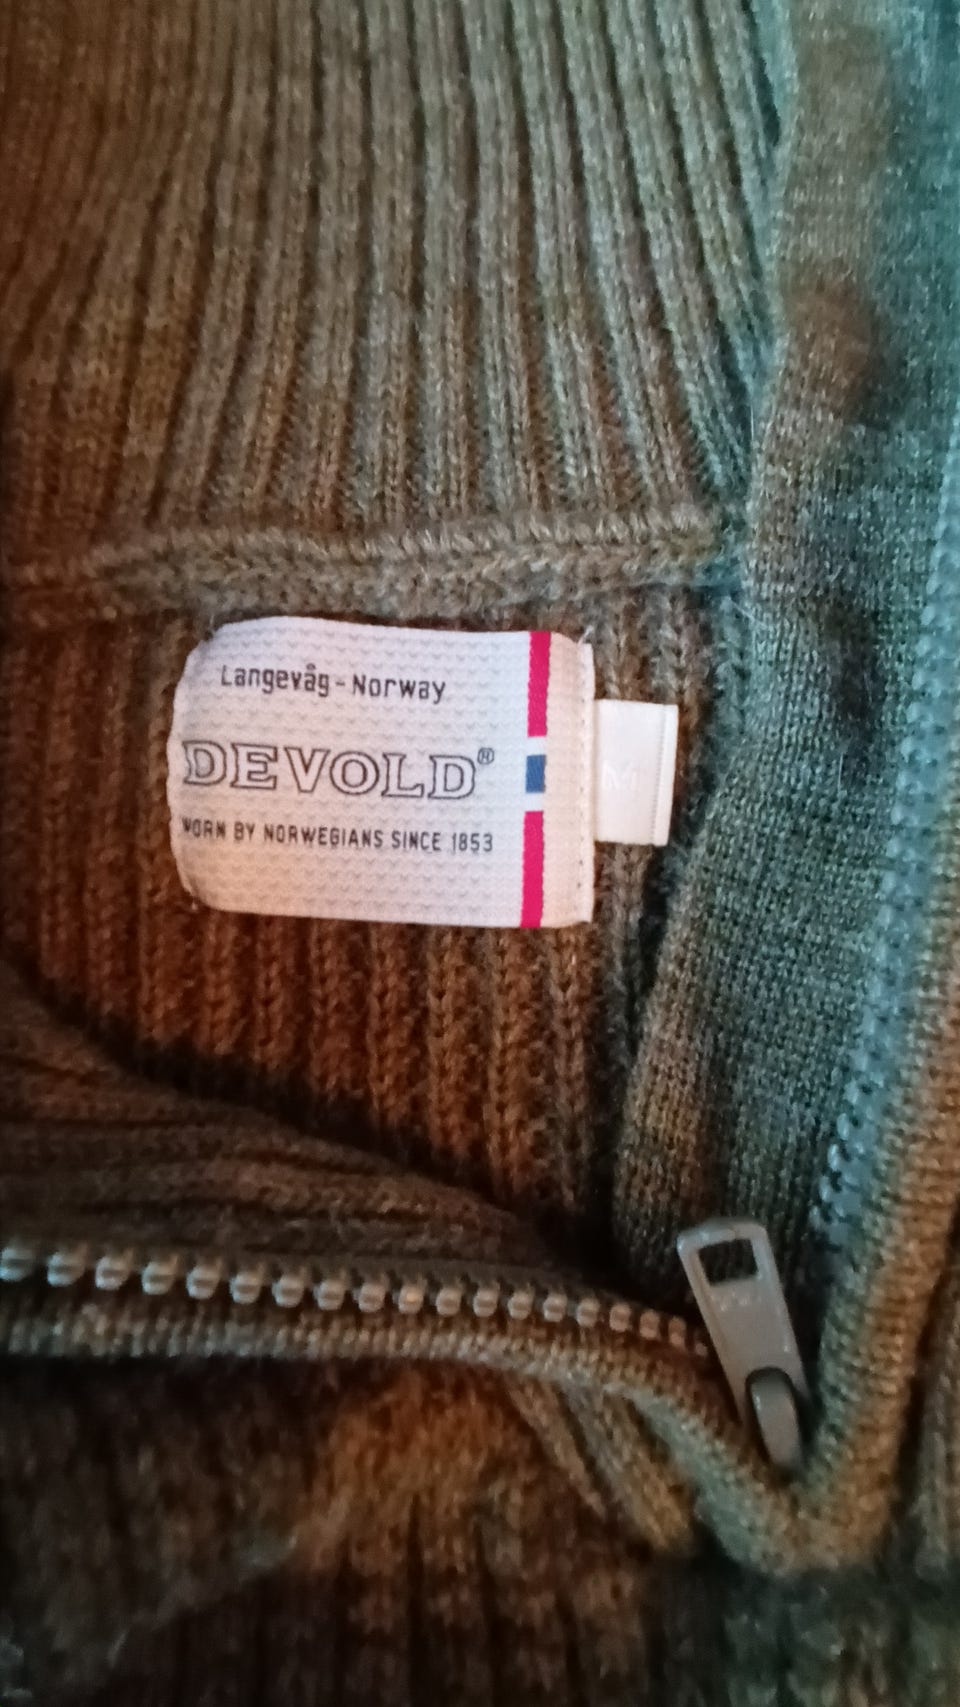 Langevåg - Norway
DEVOLD®
WORN BY NORWEGIANS SINCE 1853
M